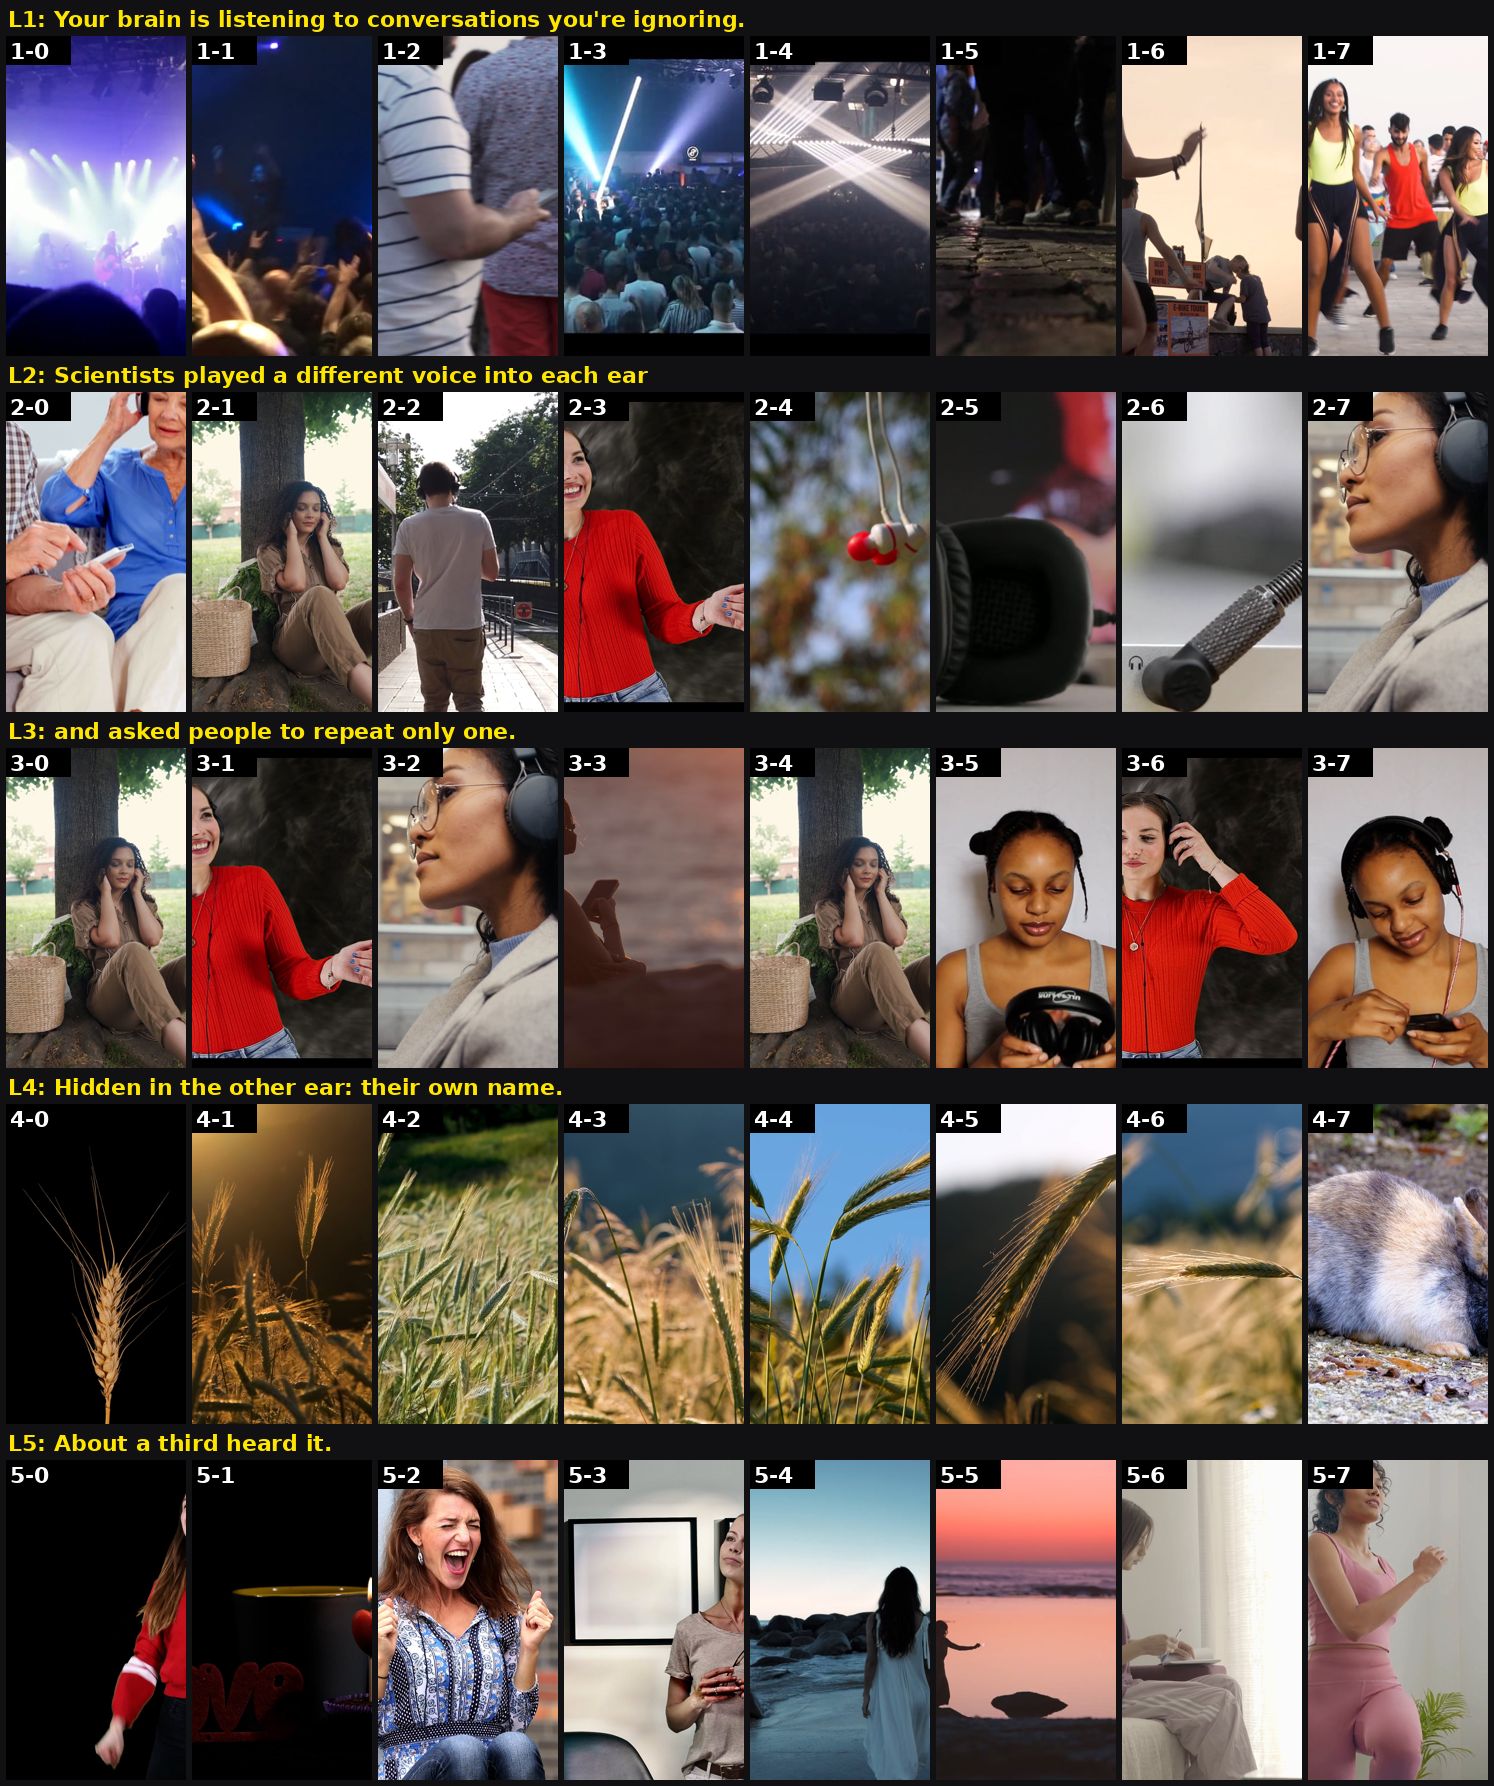 L1: Your brain is listening to conversations you're ignoring.
1-0 1-1 1-2 1-3 1-4 1-5 1-6 1-7
E-BIKE TOURS
L2: Scientists played a different voice into each ear
2-0 2-1 2-2 2-3 2-4 2-5 2-6 2-7
L3: and asked people to repeat only one.
3-0 3-1 3-2 3-3 3-4 3-5 3-6 3-7
L4: Hidden in the other ear: their own name.
4-0 4-1 4-2 4-3 4-4 4-5 4-6 4-7
L5: About a third heard it.
5-0 5-1 5-2 5-3 5-4 5-5 5-6 5-7